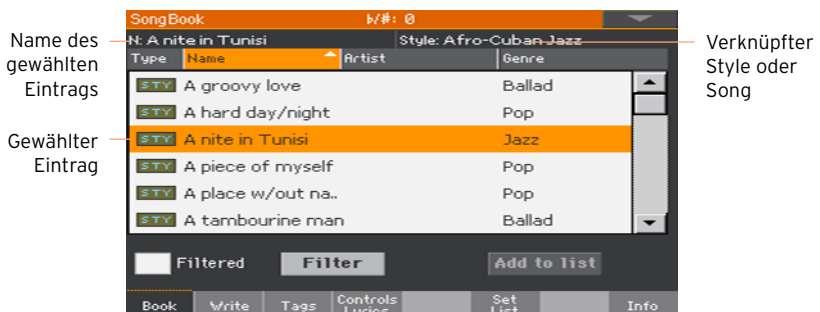 SongBook b/#: 0
N: A nite in Tunisi Style: Afro-Cuban Jazz
Type Name Artist Genre
STY A groovy love Ballad
STY A hard day/night Pop
STY A nite in Tunisi Jazz
STY A piece of myself Pop
STY A place w/out na.. Pop
STY A tambourine man Ballad
Filtered Filter Add to list
Book Write Tags Controls Lyrics Set List Info
Name des
gewählten
Eintrags
Gewählter
Eintrag
Verknüpfter
Style oder
Song